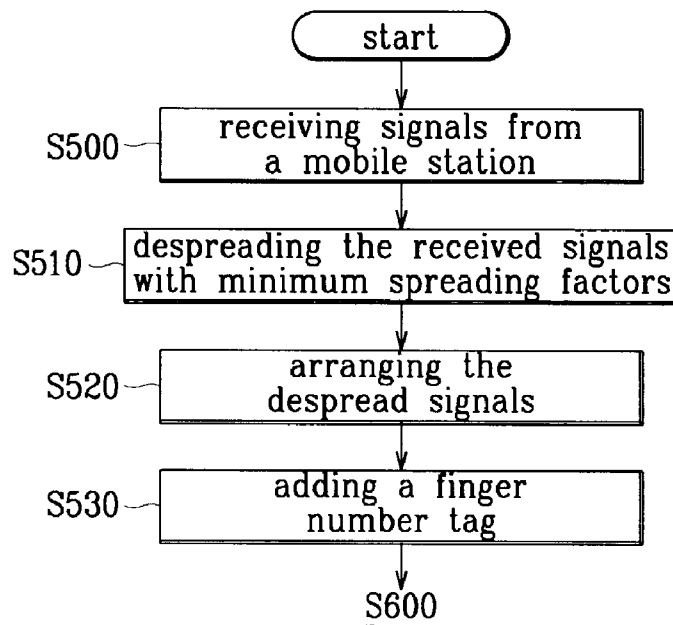 start
S500
receiving signals from
a mobile station
S510
despreading the received signals
with minimum spreading factors
S520
arranging the
despread signals
S530
adding a finger
number tag
S600